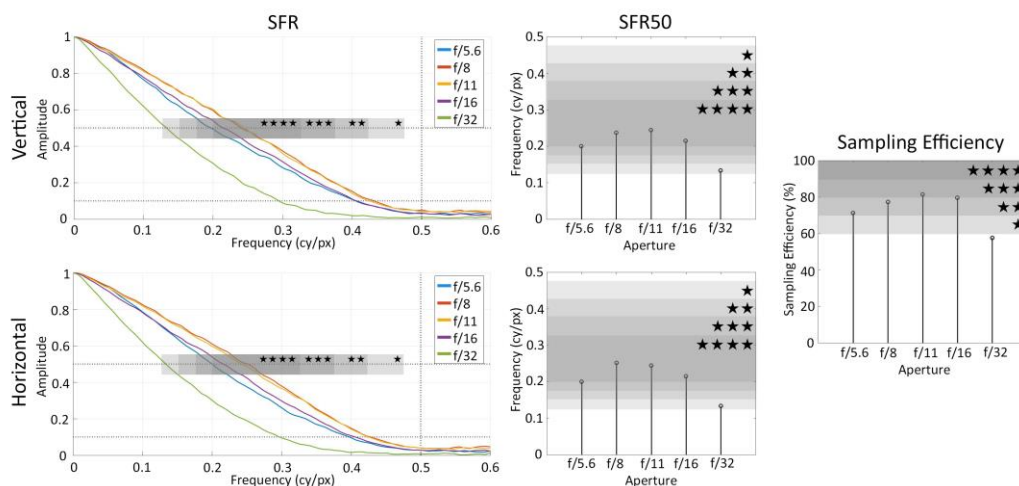 SFR
Vertical
Amplitude
1
0.8
0.6
0.4
0.2
0
0 0.1 0.2 0.3 0.4 0.5 0.6
Frequency (cy/px)
f/5.6
f/8
f/11
f/16
f/32
★★★★ ★★★ ★★ ★
SFR50
Frequency (cy/px)
0.5
0.4
0.3
0.2
0.1
0
★
★★
★★★
★★★★
f/5.6 f/8 f/11 f/16 f/32
Aperture
Horizontal
Amplitude
1
0.8
0.6
0.4
0.2
0
0 0.1 0.2 0.3 0.4 0.5 0.6
Frequency (cy/px)
f/5.6
f/8
f/11
f/16
f/32
★★★★ ★★★ ★★ ★
Frequency (cy/px)
0.5
0.4
0.3
0.2
0.1
0
★
★★
★★★
★★★★
f/5.6 f/8 f/11 f/16 f/32
Aperture
Sampling Efficiency
Sampling Efficiency (%)
100
80
60
40
20
0
★★★★
★★★
★★
★
f/5.6 f/8 f/11 f/16 f/32
Aperture